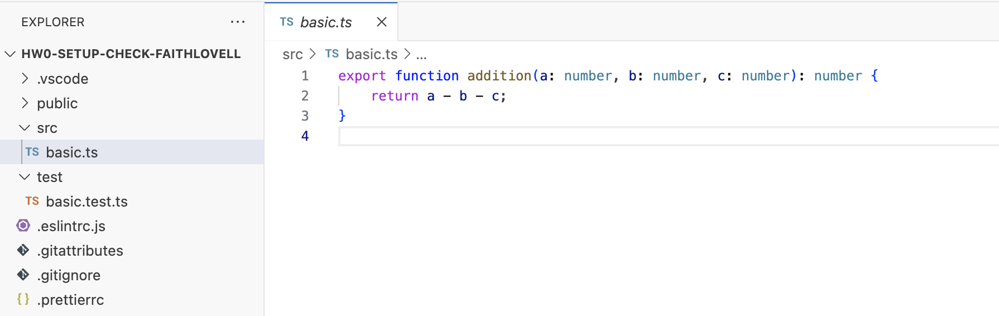 EXPLORER
...
HW0-SETUP-CHECK-FAITHLOVELL
.vscode
public
src
TS basic.ts
test
TS basic.test.ts
.eslintrc.js
.gitattributes
.gitignore
{ } .prettierrc
TS basic.ts
src > TS basic.ts > ...
1 export function addition(a: number, b: number, c: number): number {
2 return a - b - c;
3 }
4